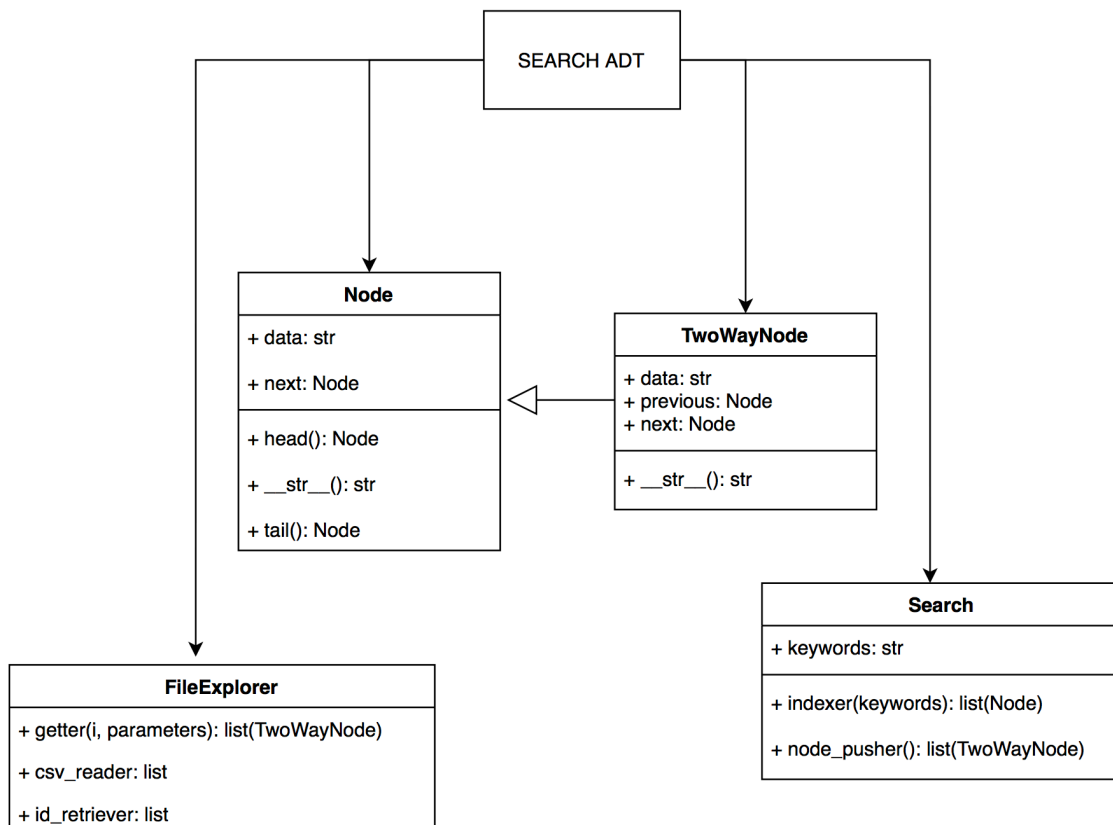 SEARCH ADT
Node
+ data: str
+ next: Node
+ head(): Node
+ __str__(): str
+ tail(): Node
TwoWayNode
+ data: str
+ previous: Node
+ next: Node
+ __str__(): str
Search
+ keywords: str
+ indexer(keywords): list(Node)
+ node_pusher(): list(TwoWayNode)
FileExplorer
+ getter(i, parameters): list(TwoWayNode)
+ csv_reader: list
+ id_retriever: list